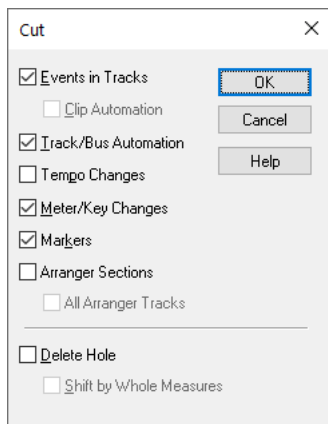 Cut
Events in Tracks
OK
Clip Automation
Cancel
Track/Bus Automation
Help
Tempo Changes
Meter/Key Changes
Markers
Arranger Sections
All Arranger Tracks
Delete Hole
Shift by Whole Measures